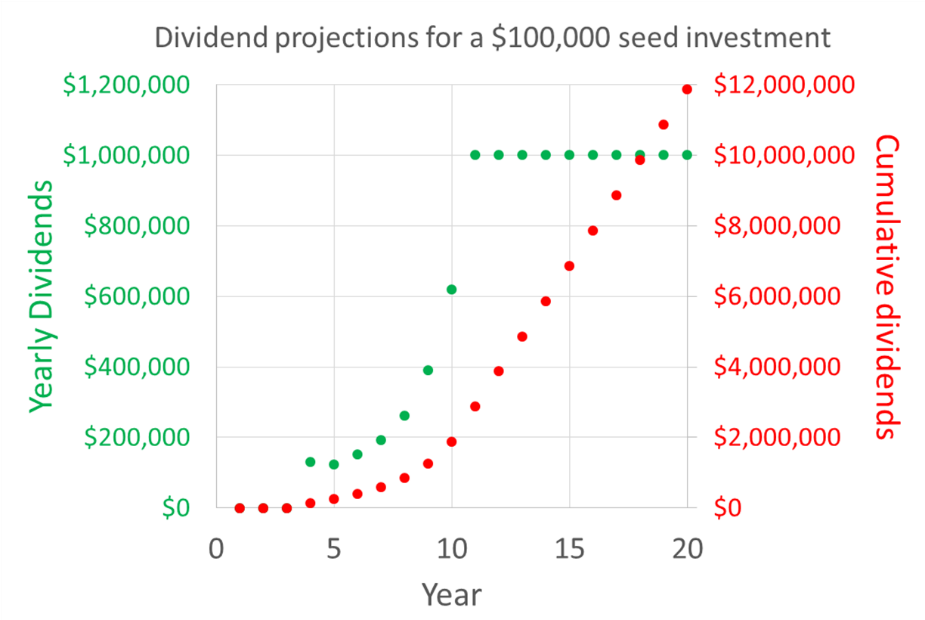 Dividend projections for a $100,000 seed investment
Yearly Dividends
$1,200,000
$1,000,000
$800,000
$600,000
$400,000
$200,000
$0
$12,000,000
$10,000,000
$8,000,000
$6,000,000
$4,000,000
$2,000,000
$0
Cumulative dividends
0 5 10 15 20
Year